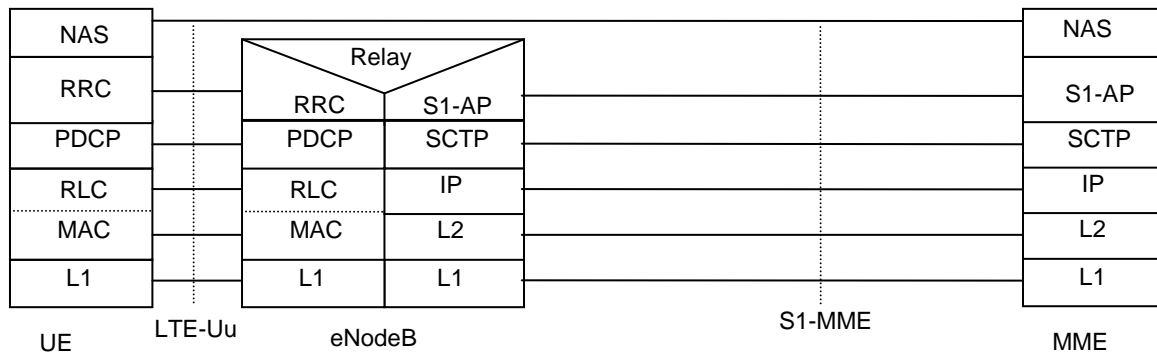 NAS
RRC
PDCP
RLC
MAC
L1
UE
LTE-Uu
Relay
RRC
S1-AP
PDCP
SCTP
RLC
IP
MAC
L2
L1
L1
eNodeB
S1-MME
NAS
S1-AP
SCTP
IP
L2
L1
MME